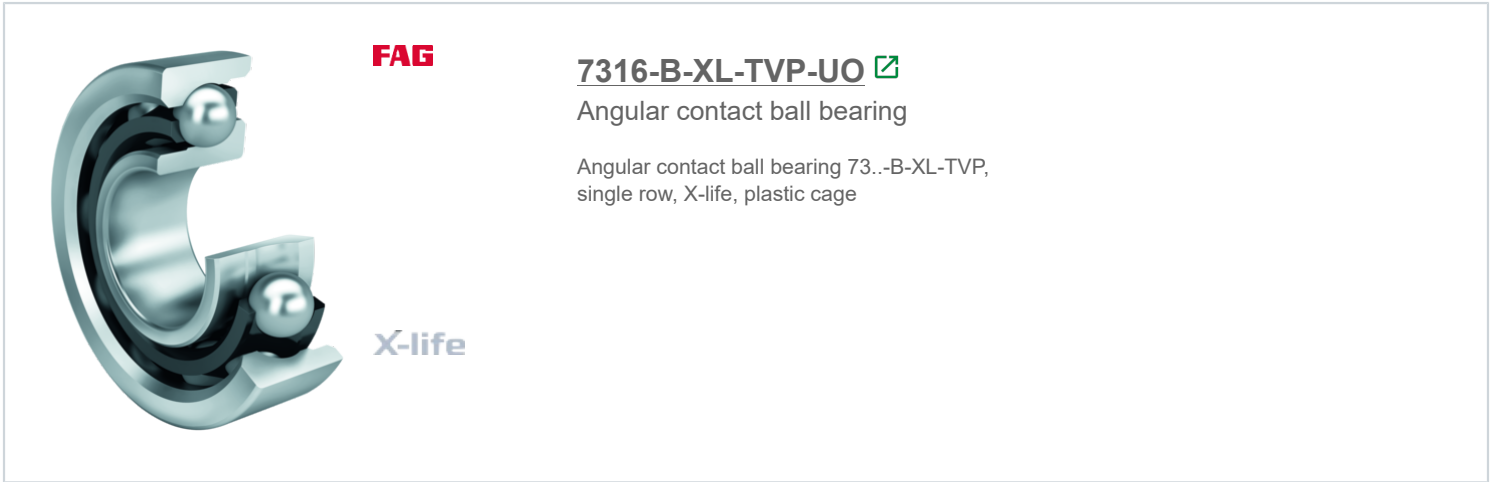 FAG
7316-B-XL-TVP-UO
Angular contact ball bearing
Angular contact ball bearing 73..-B-XL-TVP,
single row, X-life, plastic cage
X-life